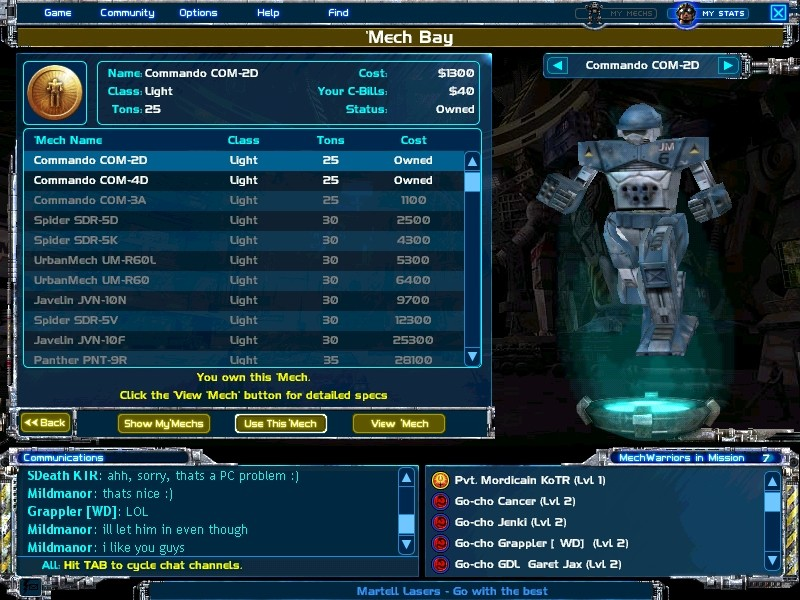 Game Community Options Help Find MY MECHS MY STATS
'Mech Bay
Name: Commando COM-2D Cost: $1300
Class: Light Your C-Bills: $40
Tons: 25 Status: Owned
Commando COM-2D
'Mech Name Class Tons Cost
Commando COM-2D Light 25 Owned
Commando COM-4D Light 25 Owned
Commando COM-3A Light 25 1100
Spider SDR-5D Light 30 2500
Spider SDR-5K Light 30 4300
UrbanMech UM-R60L Light 30 5300
UrbanMech UM-R60 Light 30 6400
Javelin JVN-10N Light 30 9700
Spider SDR-5V Light 30 12300
Javelin JVN-10F Light 30 25300
Panther PNT-9R Light 35 28100
JM
6
You own this 'Mech.
Click the 'View 'Mech' button for detailed specs
<< Back Show My 'Mechs Use This 'Mech View 'Mech
Communications
SDeath KTR: ahh, sorry, thats a PC problem :)
Mildmanor: thats nice :)
Grappler [WD]: LOL
Mildmanor: ill let him in even though
Mildmanor: i like you guys
All: Hit TAB to cycle chat channels.
MechWarriors in Mission 7
Pvt. Mordicain KoTR (Lvl 1)
Go-cho Cancer (Lvl 2)
Go-cho Jenki (Lvl 2)
Go-cho Grappler [ WD] (Lvl 2)
Go-cho GDL Garet Jax (Lvl 2)
Martell Lasers - Go with the best